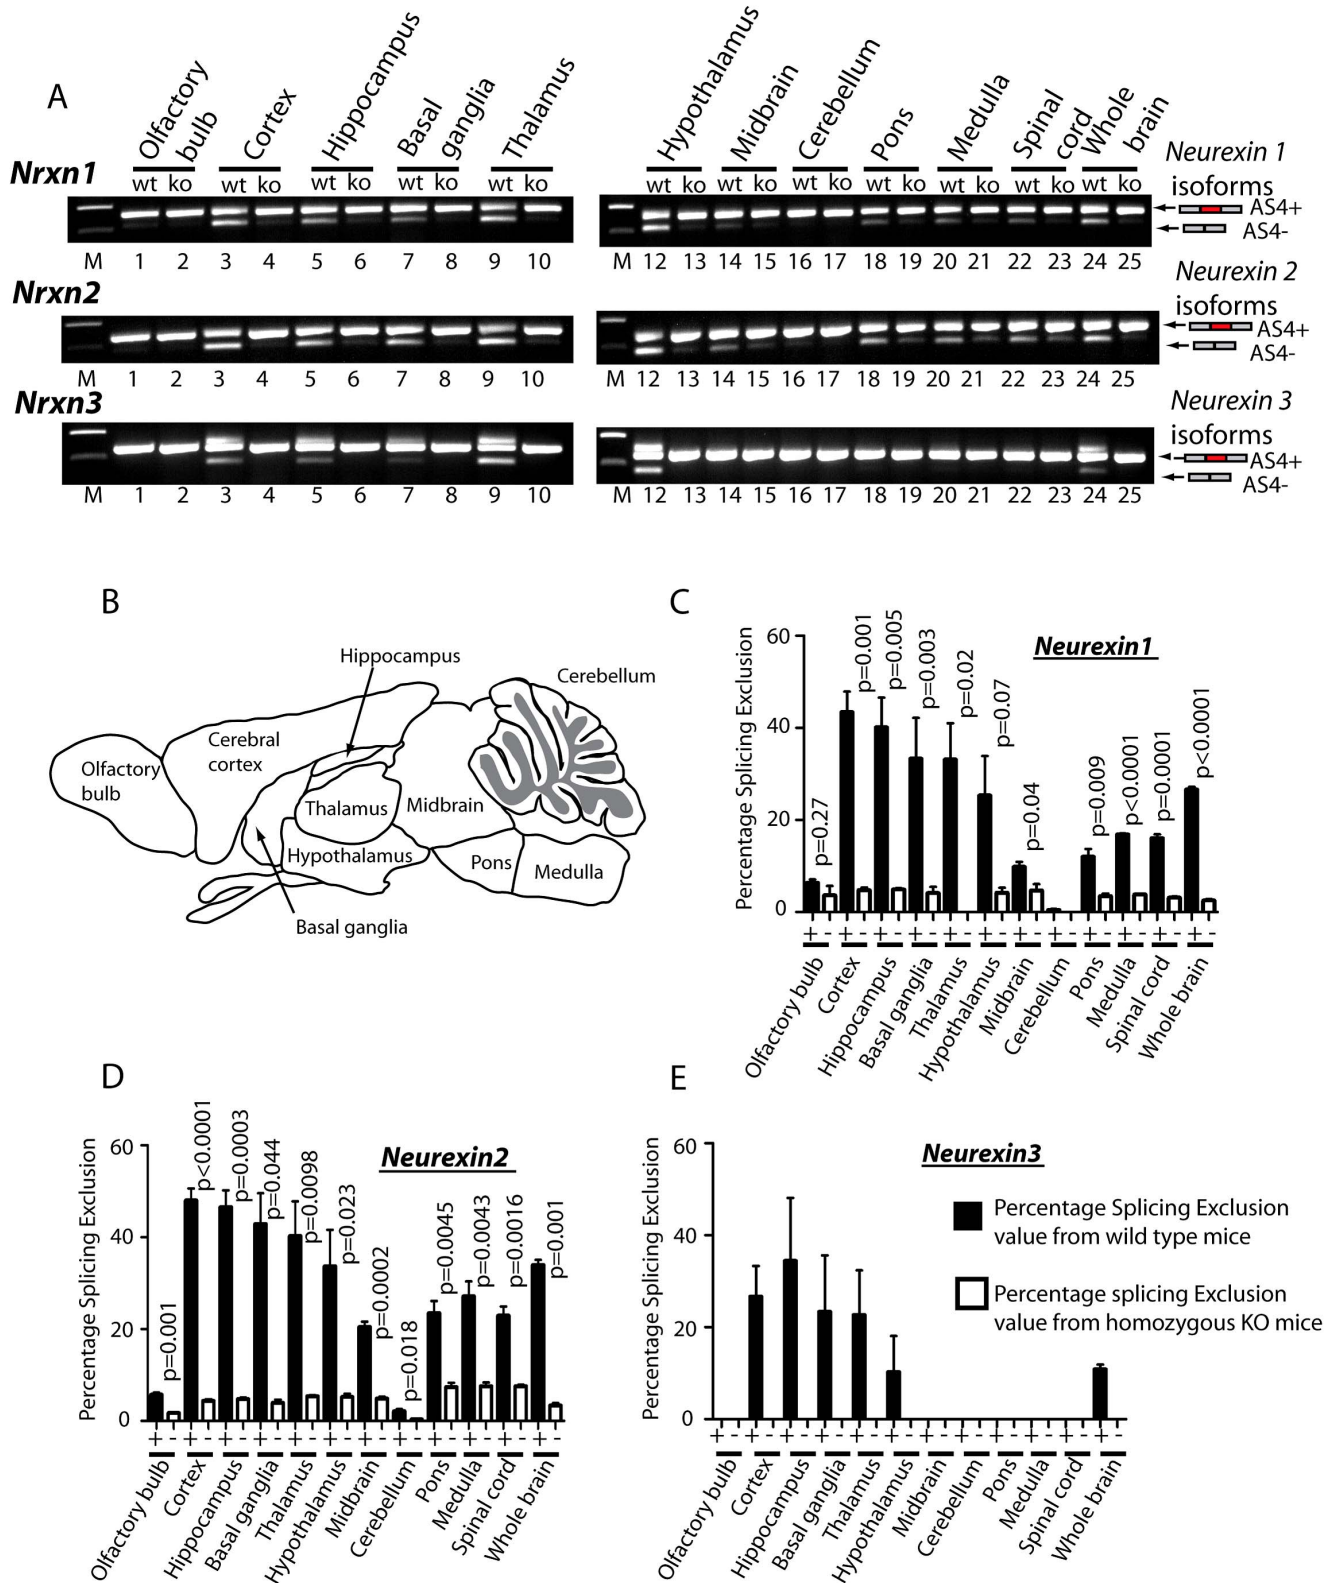 A
Olfactory bulb
Cortex
Hippocampus
Basal ganglia
Thalamus
Hypothalamus
Midbrain
Cerebellum
Pons
Medulla
Spinal cord
Whole brain
Nrxn1
wt ko wt ko wt ko wt ko wt ko wt ko wt ko wt ko wt ko wt ko wt ko wt ko
Neurexin 1
isoforms
AS4+
AS4-
M 1 2 3 4 5 6 7 8 9 10 M 12 13 14 15 16 17 18 19 20 21 22 23 24 25
Nrxn2
Neurexin 2
isoforms
AS4+
AS4-
M 1 2 3 4 5 6 7 8 9 10 M 12 13 14 15 16 17 18 19 20 21 22 23 24 25
Nrxn3
Neurexin 3
isoforms
AS4+
AS4-
M 1 2 3 4 5 6 7 8 9 10 M 12 13 14 15 16 17 18 19 20 21 22 23 24 25
B
Hippocampus
Cerebellum
Cerebral
cortex
Olfactory
bulb
Thalamus
Midbrain
Hypothalamus
Pons
Medulla
Basal ganglia
C
Neurexin1
Percentage Splicing Exclusion
60
40
20
0
p=0.27
p=0.001
p=0.005
p=0.003
p=0.02
p=0.07
p=0.04
p=0.009
p<0.0001
p=0.0001
p<0.0001
+ - + - + - + - + - + - + - + - + - + - + - + -
Olfactory bulb
Cortex
Hippocampus
Basal ganglia
Thalamus
Hypothalamus
Midbrain
Cerebellum
Pons
Medulla
Spinal cord
Whole brain
D
Neurexin2
Percentage Splicing Exclusion
60
40
20
0
p=0.001
p<0.0001
p=0.0003
p=0.044
p=0.0098
p=0.023
p=0.0002
p=0.018
p=0.0045
p=0.0043
p=0.0016
p=0.001
+ - + - + - + - + - + - + - + - + - + - + - + -
Olfactory bulb
Cortex
Hippocampus
Basal ganglia
Thalamus
Hypothalamus
Midbrain
Cerebellum
Pons
Medulla
Spinal cord
Whole brain
E
Neurexin3
Percentage Splicing Exclusion
60
40
20
0
Percentage Splicing Exclusion
value from wild type mice
Percentage splicing Exclusion
value from homozygous KO mice
+ - + - + - + - + - + - + - + - + - + - + - + -
Olfactory bulb
Cortex
Hippocampus
Basal ganglia
Thalamus
Hypothalamus
Midbrain
Cerebellum
Pons
Medulla
Spinal cord
Whole brain